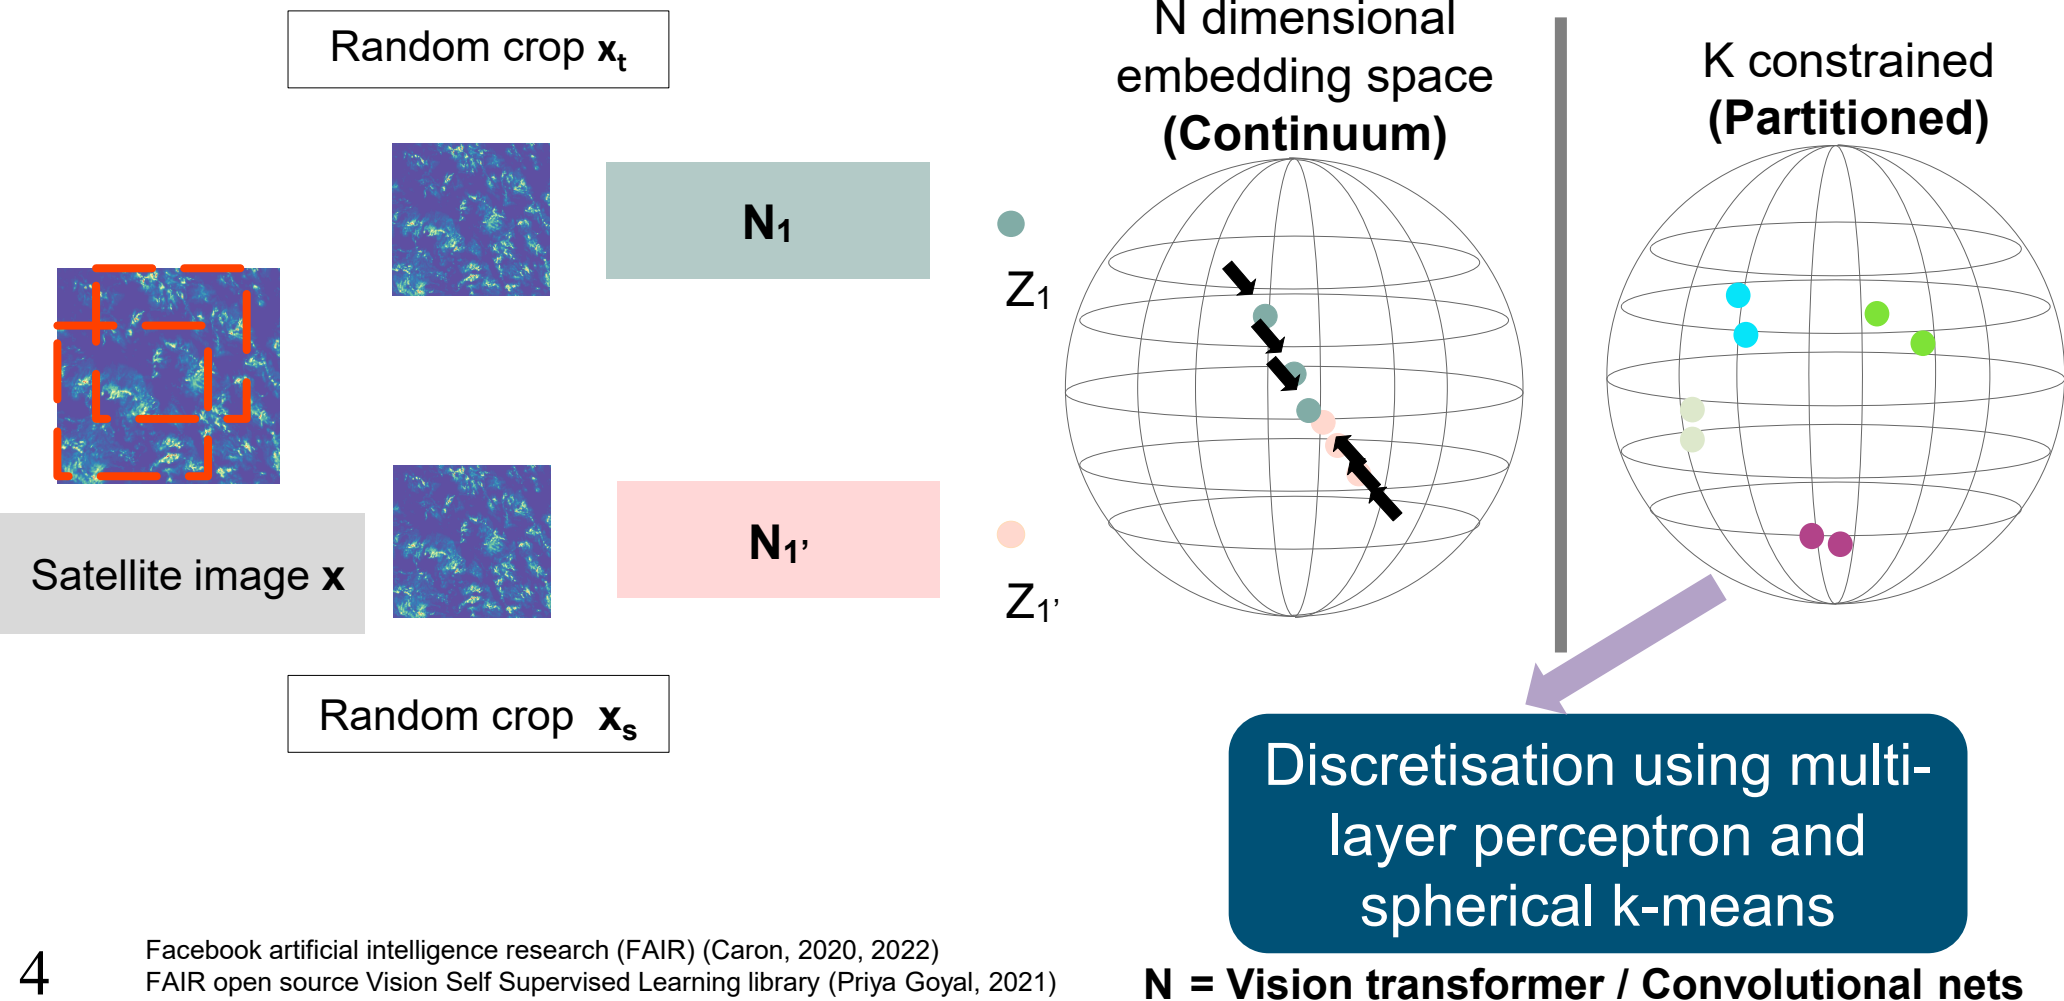 Random crop xt
N1
Z1
Satellite image x
N1’
Z1’
Random crop xs
N dimensional
embedding space
(Continuum)
K constrained
(Partitioned)
Discretisation using multi-
layer perceptron and
spherical k-means
N = Vision transformer / Convolutional nets
4
Facebook artificial intelligence research (FAIR) (Caron, 2020, 2022)
FAIR open source Vision Self Supervised Learning library (Priya Goyal, 2021)